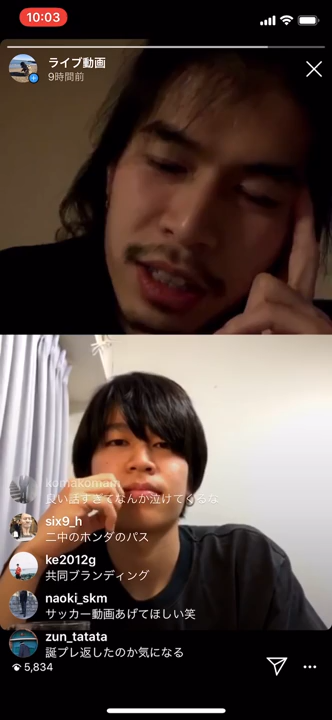 10:03
ライブ動画
9時間前
komakomain
良い話すぎてなんか泣けてくるな
six9_h
二中のホンダのパス
ke2012g
共同ブランディング
naoki_skm
サッカー動画あげてほしい笑
zun_tatata
誕プレ返したのか気になる
5,834